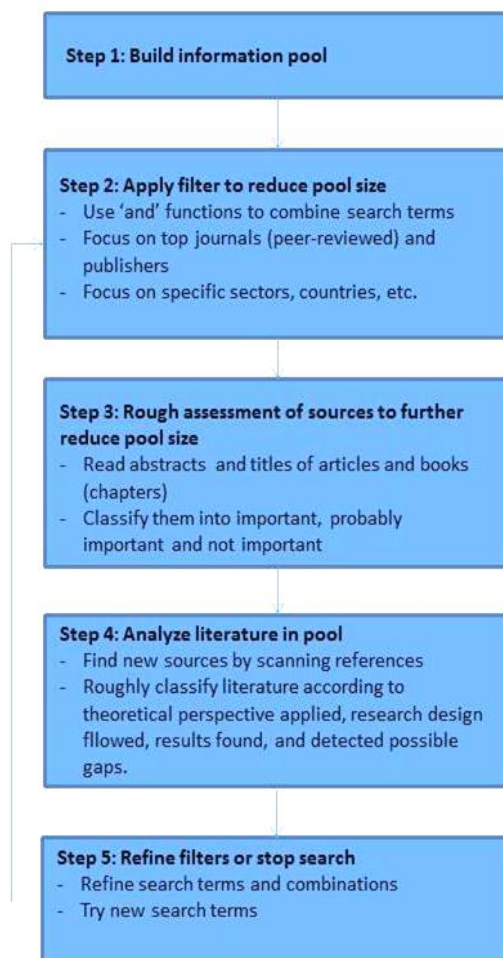 Step 1: Build information pool
Step 2: Apply filter to reduce pool size
- Use ‘and’ functions to combine search terms
- Focus on top journals (peer-reviewed) and
publishers
- Focus on specific sectors, countries, etc.
Step 3: Rough assessment of sources to further
reduce pool size
- Read abstracts and titles of articles and books
(chapters)
- Classify them into important, probably
important and not important
Step 4: Analyze literature in pool
- Find new sources by scanning references
- Roughly classify literature according to
theoretical perspective applied, research design
fllowed, results found, and detected possible
gaps.
Step 5: Refine filters or stop search
- Refine search terms and combinations
- Try new search terms